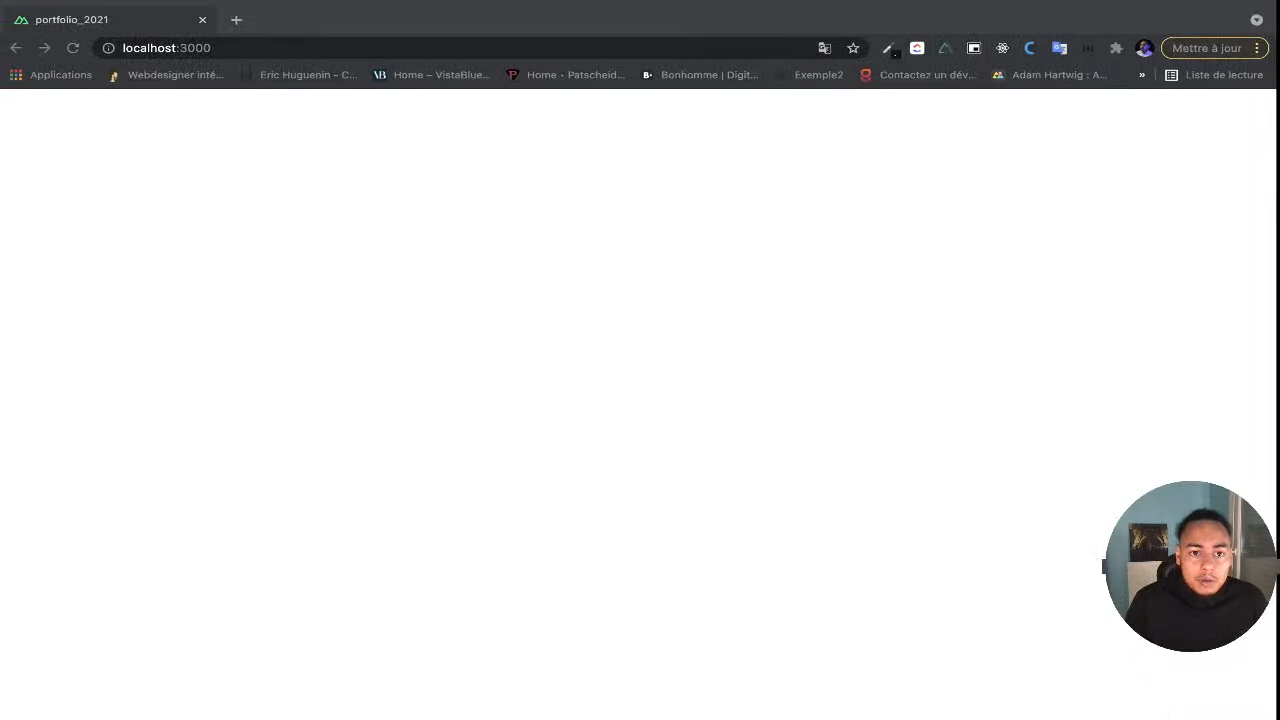 portfolio_2021
localhost:3000
Mettre à jour
Applications Webdesigner inté... Eric Huguenin – C... Home – VistaBlue... Home • Patscheid... Bonhomme | Digit... Exemple2 Contactez un dév... Adam Hartwig : A... » Liste de lecture